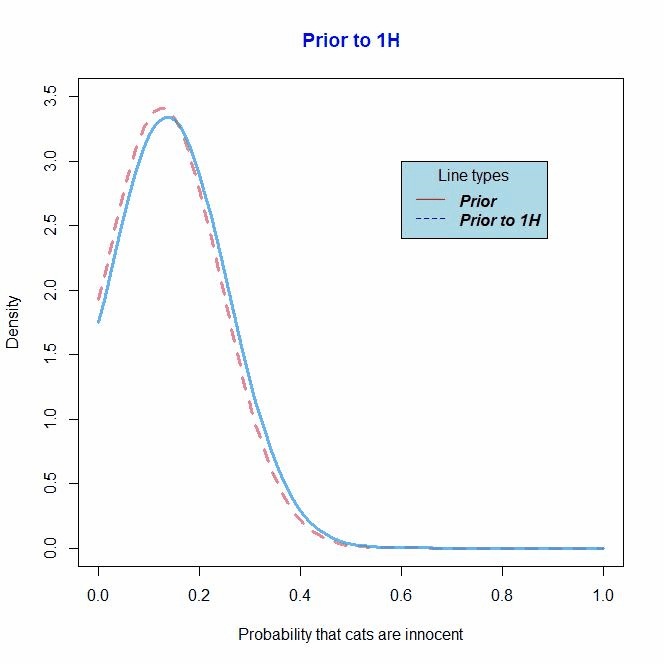 Prior to 1H
3.5
3.0
2.5
2.0
1.5
1.0
0.5
0.0
Density
Line types
Prior
Prior to 1H
0.0 0.2 0.4 0.6 0.8 1.0
Probability that cats are innocent